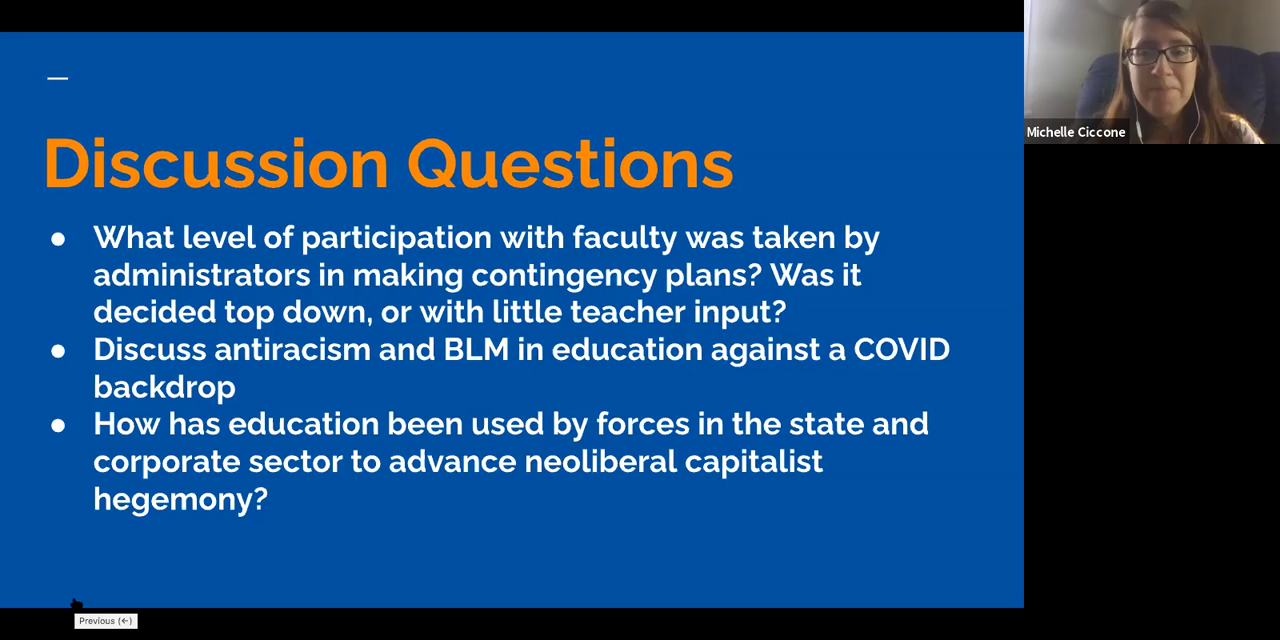 Discussion Questions
● What level of participation with faculty was taken by
administrators in making contingency plans? Was it
decided top down, or with little teacher input?
● Discuss antiracism and BLM in education against a COVID
backdrop
● How has education been used by forces in the state and
corporate sector to advance neoliberal capitalist
hegemony?
Michelle Ciccone
Previous (←)